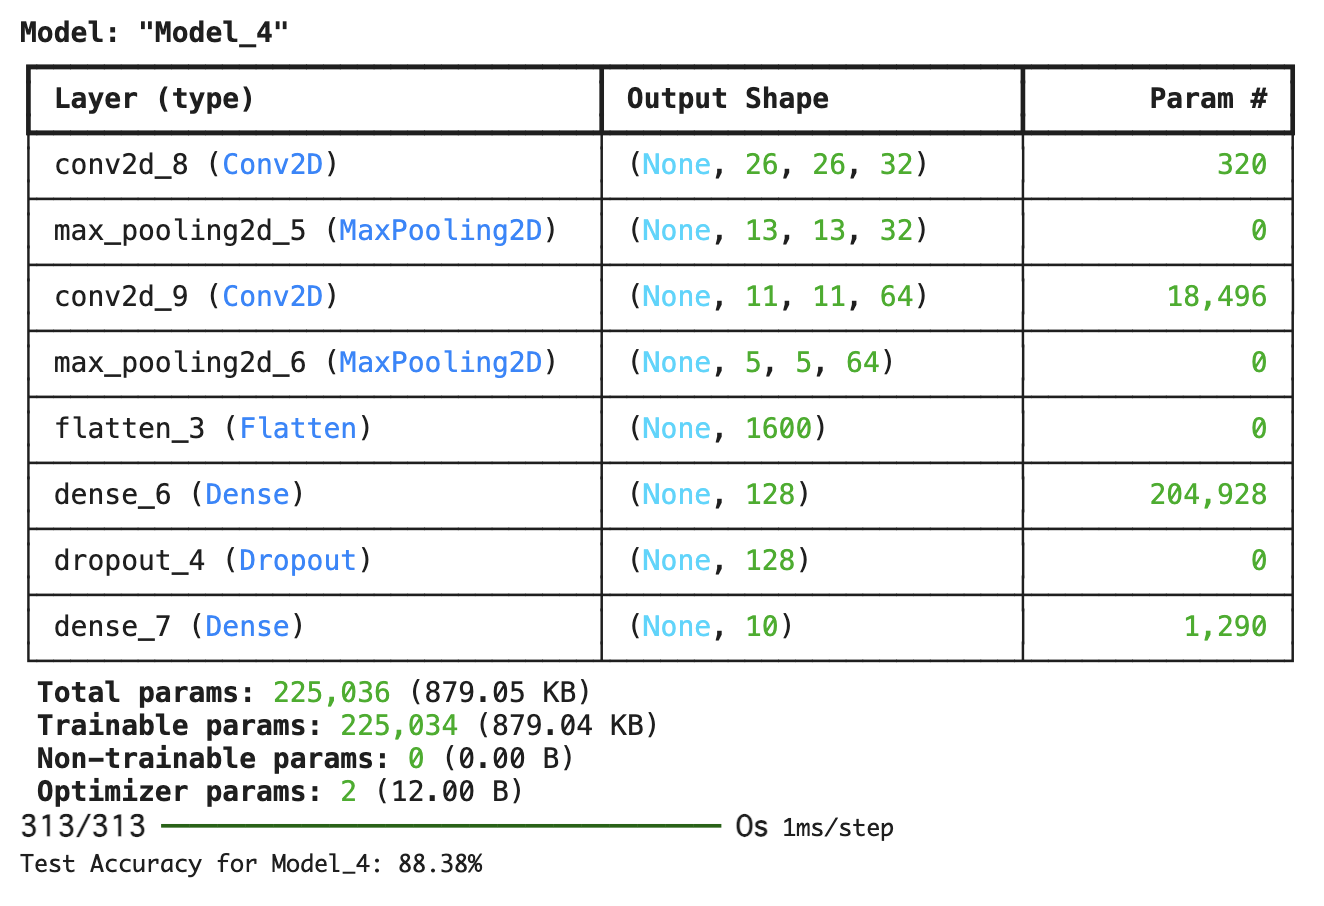 Model: "Model_4"
Layer (type) Output Shape Param #
conv2d_8 (Conv2D) (None, 26, 26, 32) 320
max_pooling2d_5 (MaxPooling2D) (None, 13, 13, 32) 0
conv2d_9 (Conv2D) (None, 11, 11, 64) 18,496
max_pooling2d_6 (MaxPooling2D) (None, 5, 5, 64) 0
flatten_3 (Flatten) (None, 1600) 0
dense_6 (Dense) (None, 128) 204,928
dropout_4 (Dropout) (None, 128) 0
dense_7 (Dense) (None, 10) 1,290
Total params: 225,036 (879.05 KB)
Trainable params: 225,034 (879.04 KB)
Non-trainable params: 0 (0.00 B)
Optimizer params: 2 (12.00 B)
313/313 0s 1ms/step
Test Accuracy for Model_4: 88.38%